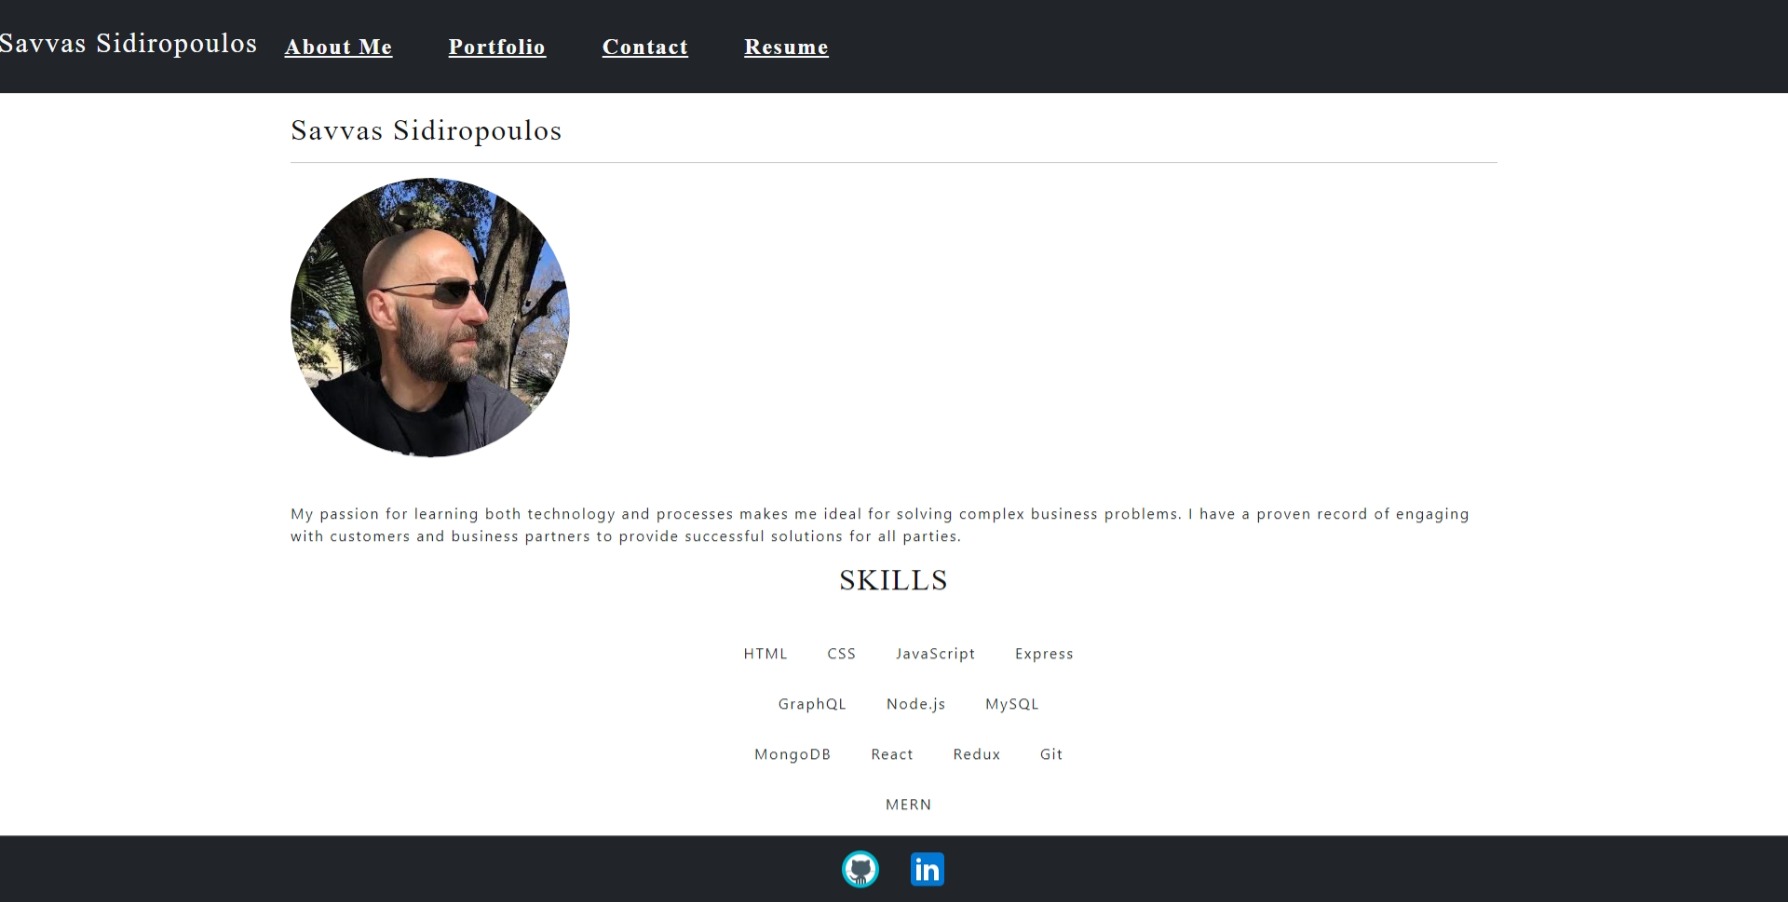 Savvas Sidiropoulos About Me Portfolio Contact Resume
Savvas Sidiropoulos
My passion for learning both technology and processes makes me ideal for solving complex business problems. I have a proven record of engaging
with customers and business partners to provide successful solutions for all parties.
SKILLS
HTML CSS JavaScript Express
GraphQL Node.js MySQL
MongoDB React Redux Git
MERN
in